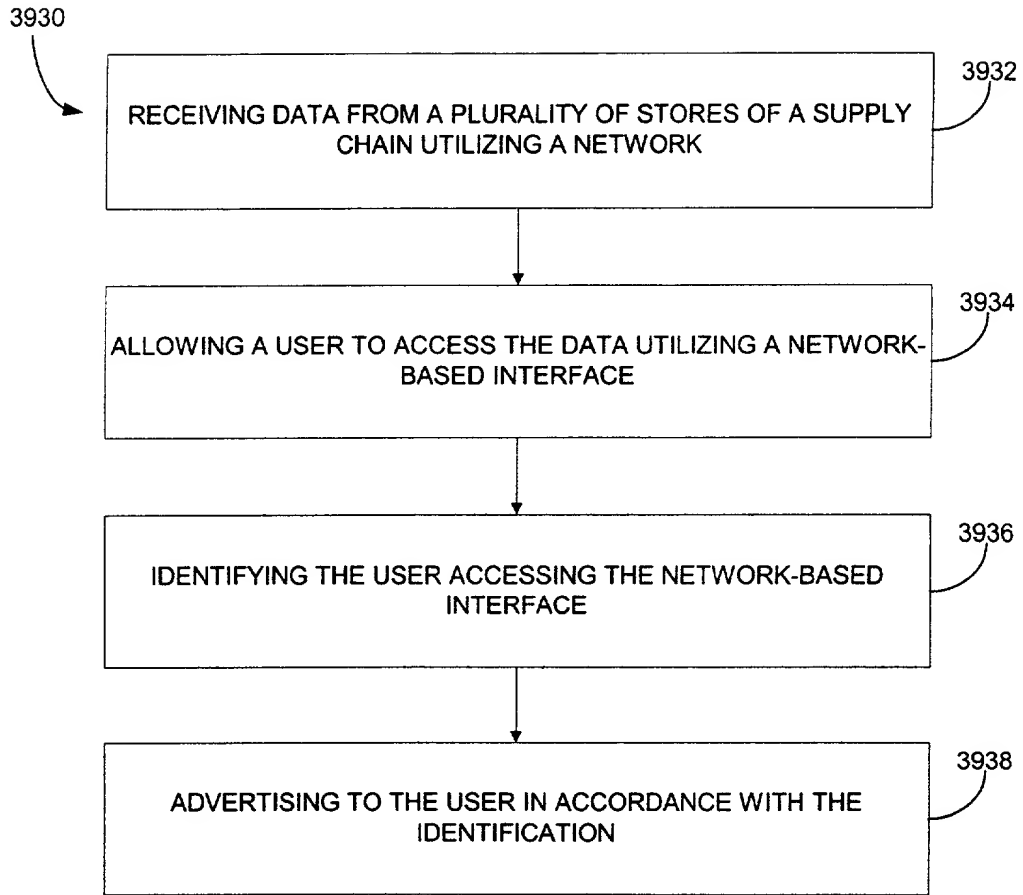 3930
3932
RECEIVING DATA FROM A PLURALITY OF STORES OF A SUPPLY
CHAIN UTILIZING A NETWORK
3934
ALLOWING A USER TO ACCESS THE DATA UTILIZING A NETWORK-
BASED INTERFACE
3936
IDENTIFYING THE USER ACCESSING THE NETWORK-BASED
INTERFACE
3938
ADVERTISING TO THE USER IN ACCORDANCE WITH THE
IDENTIFICATION